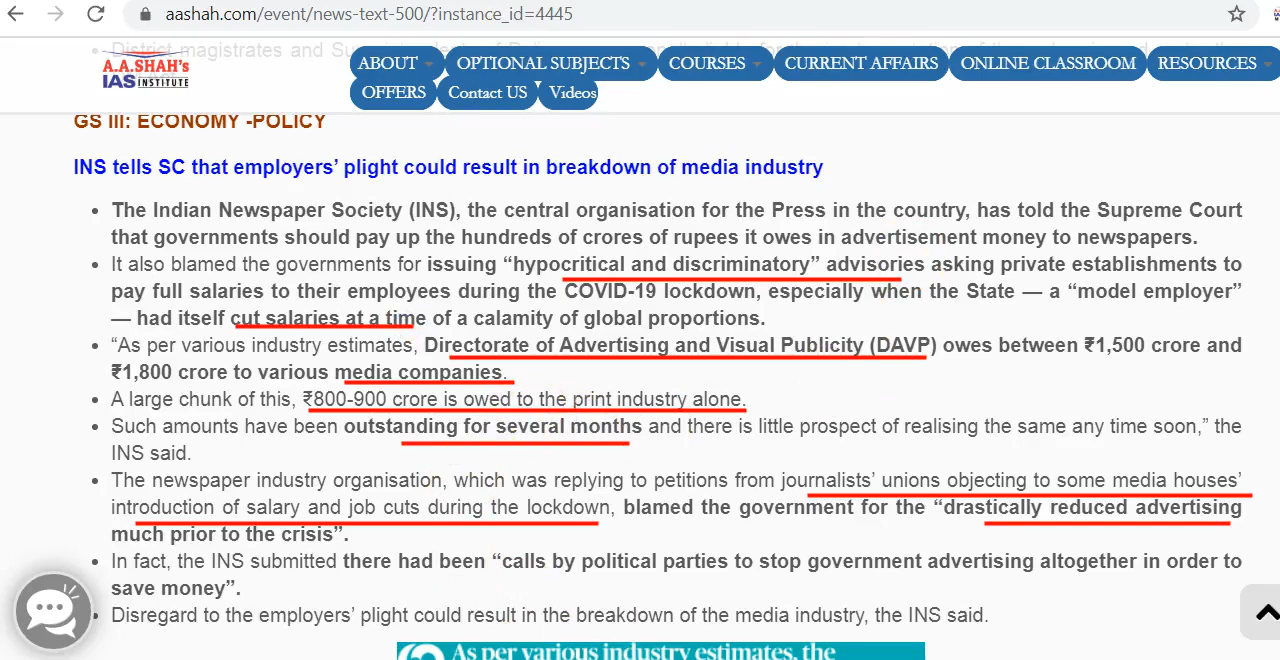 aashah.com/event/news-text-500/?instance_id=4445
A.A.SHAH's
IAS INSTITUTE
ABOUT OPTIONAL SUBJECTS COURSES CURRENT AFFAIRS ONLINE CLASSROOM RESOURCES
OFFERS Contact US Videos
District magistrates and
GS III: ECONOMY -POLICY
INS tells SC that employers’ plight could result in breakdown of media industry
The Indian Newspaper Society (INS), the central organisation for the Press in the country, has told the Supreme Court
that governments should pay up the hundreds of crores of rupees it owes in advertisement money to newspapers.
It also blamed the governments for issuing “hypocritical and discriminatory” advisories asking private establishments to
pay full salaries to their employees during the COVID-19 lockdown, especially when the State — a “model employer”
— had itself cut salaries at a time of a calamity of global proportions.
“As per various industry estimates, Directorate of Advertising and Visual Publicity (DAVP) owes between ₹1,500 crore and
₹1,800 crore to various media companies.
A large chunk of this, ₹800-900 crore is owed to the print industry alone.
Such amounts have been outstanding for several months and there is little prospect of realising the same any time soon,” the
INS said.
The newspaper industry organisation, which was replying to petitions from journalists’ unions objecting to some media houses’
introduction of salary and job cuts during the lockdown, blamed the government for the “drastically reduced advertising
much prior to the crisis”.
In fact, the INS submitted there had been “calls by political parties to stop government advertising altogether in order to
save money”.
Disregard to the employers’ plight could result in the breakdown of the media industry, the INS said.
As per various industry estimates, the